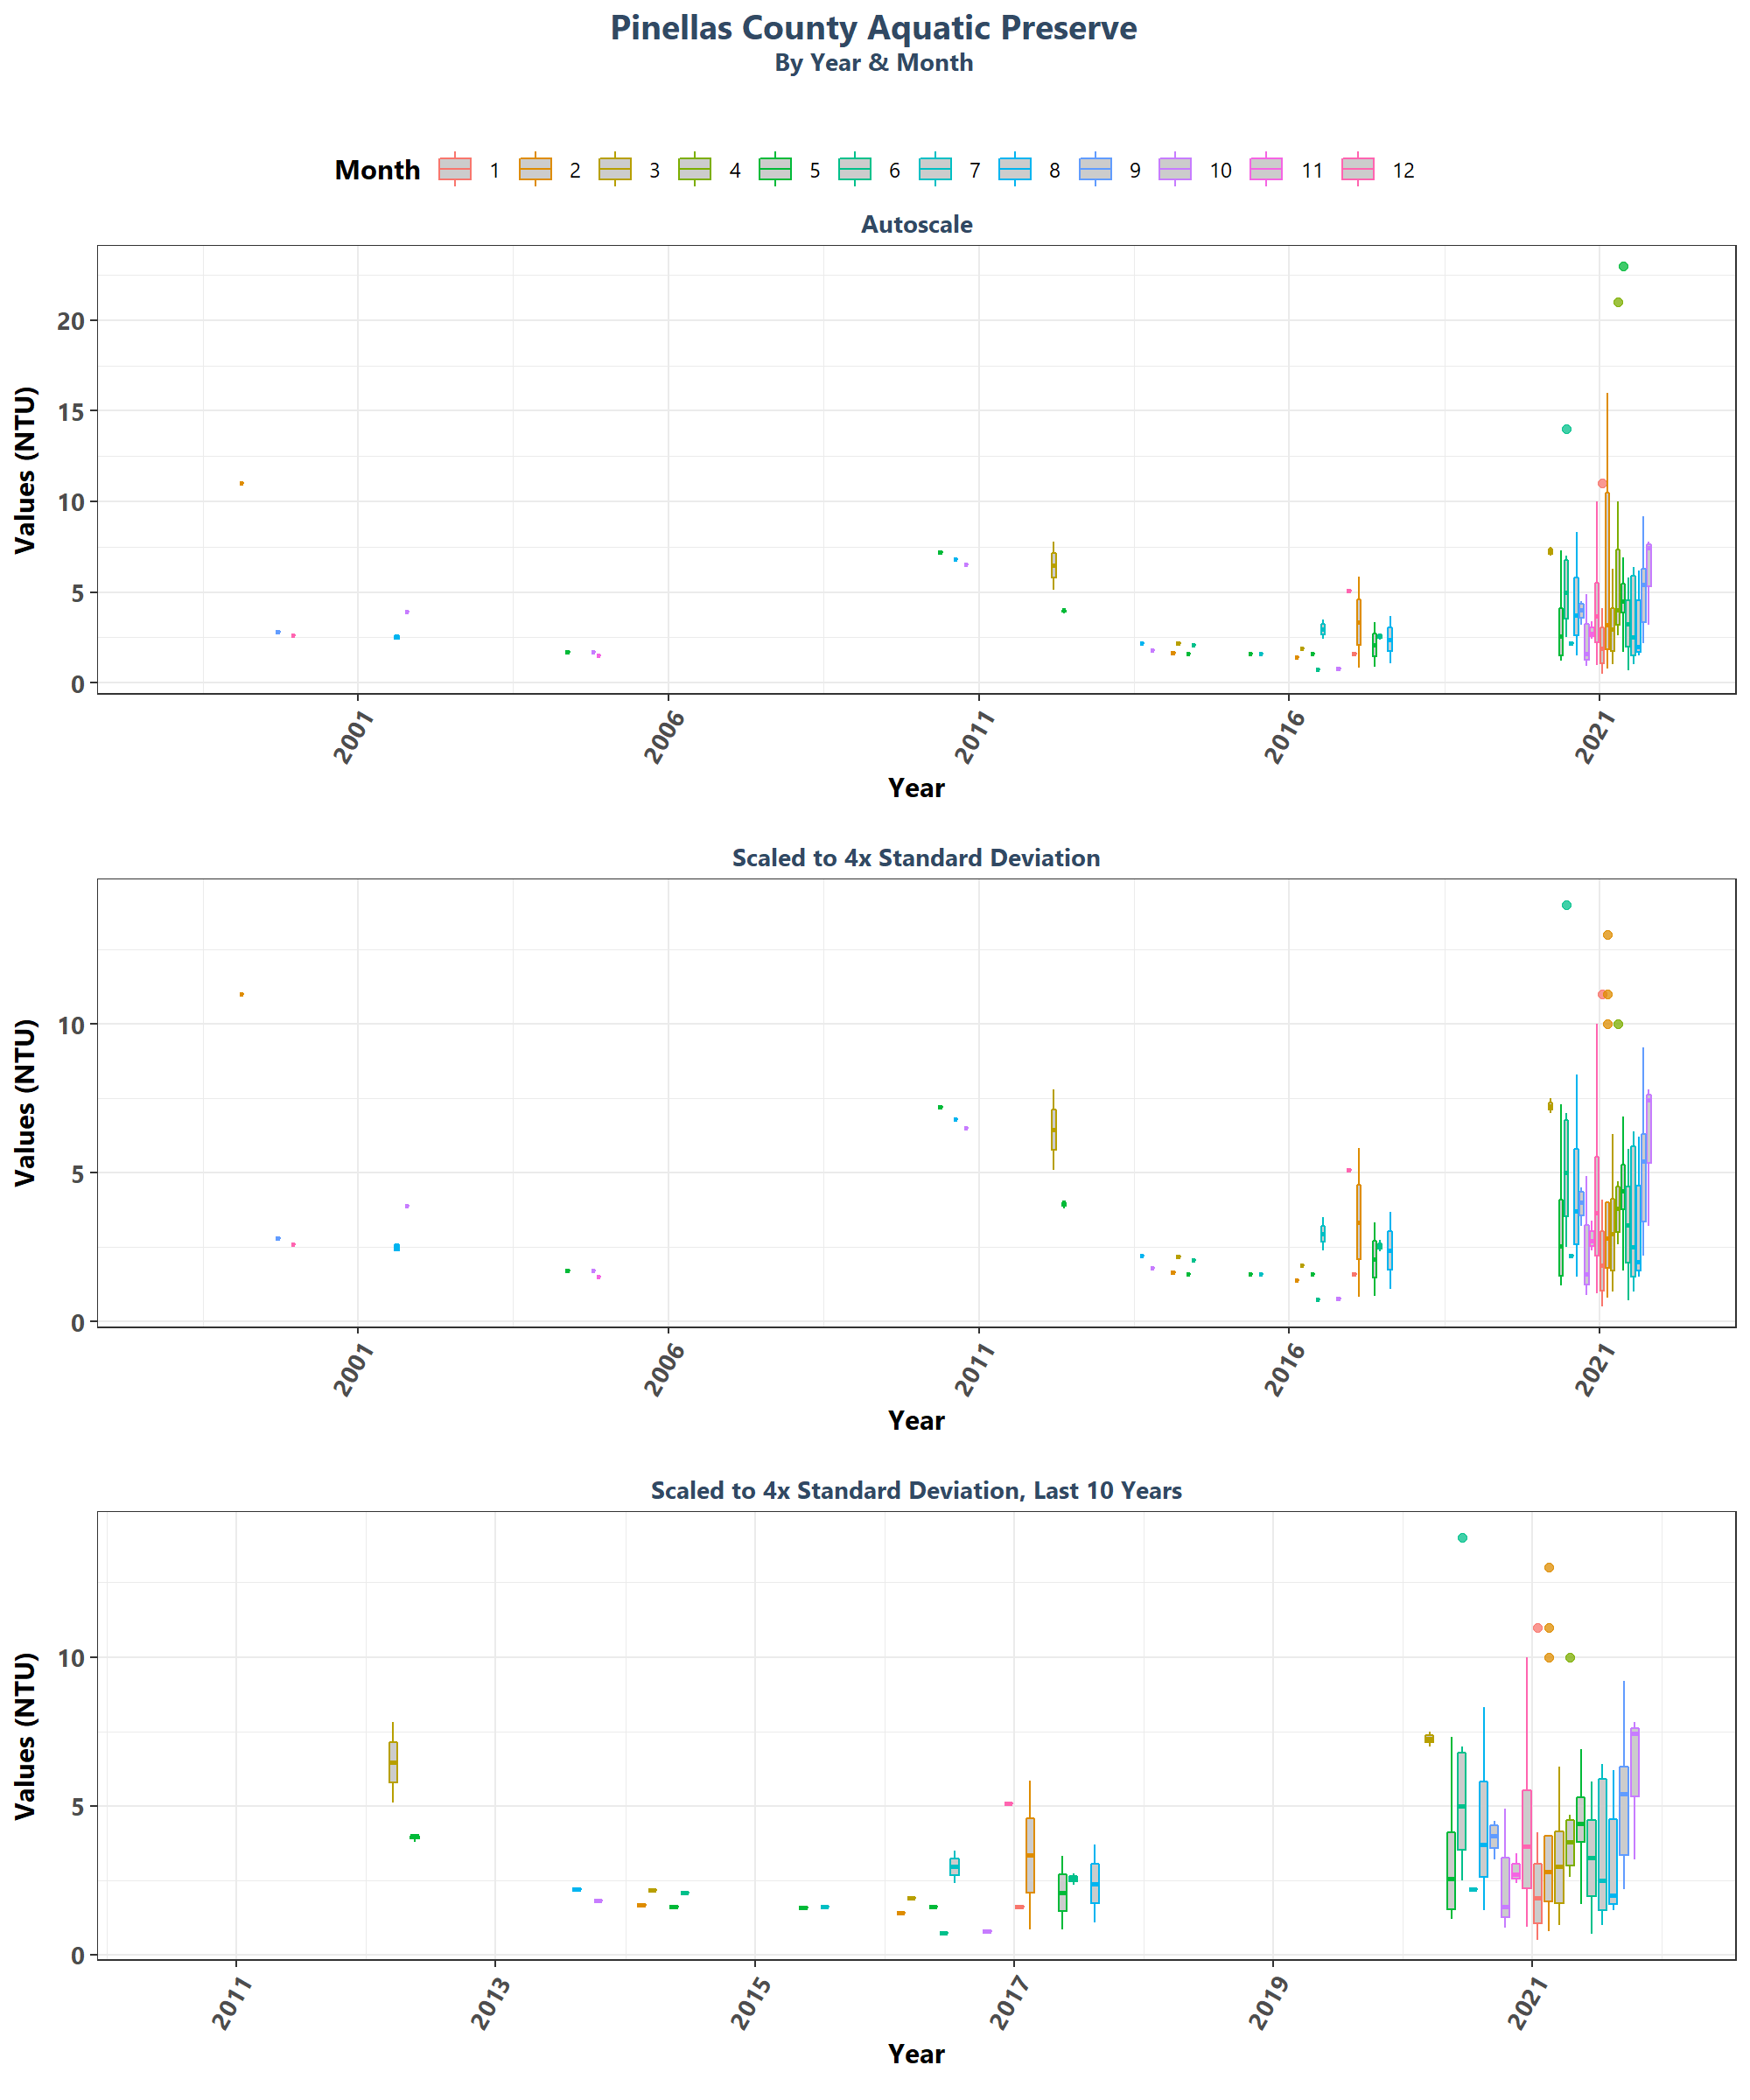 Pinellas County Aquatic Preserve
By Year & Month
Month 1 2 3 4 5 6 7 8 9 10 11 12
Autoscale
Values (NTU)
20
15
10
5
0
2001 2006 2011 2016 2021
Year
Scaled to 4x Standard Deviation
Values (NTU)
10
5
0
2001 2006 2011 2016 2021
Year
Scaled to 4x Standard Deviation, Last 10 Years
Values (NTU)
10
5
0
2011 2013 2015 2017 2019 2021
Year